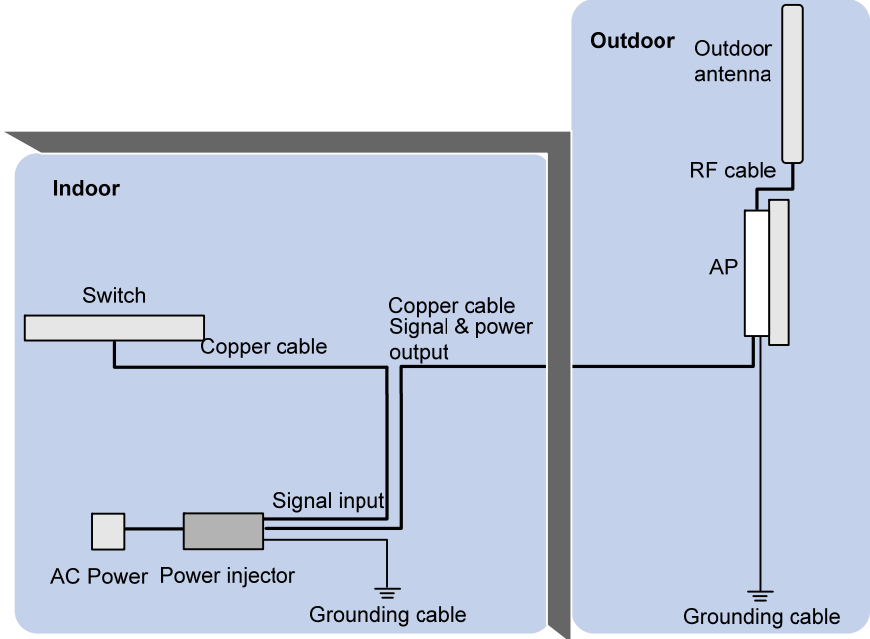 Outdoor
Outdoor
antenna
RF cable
AP
Grounding cable
Indoor
Switch
Copper cable
Copper cable
Signal & power
output
Signal input
AC Power
Power injector
Grounding cable